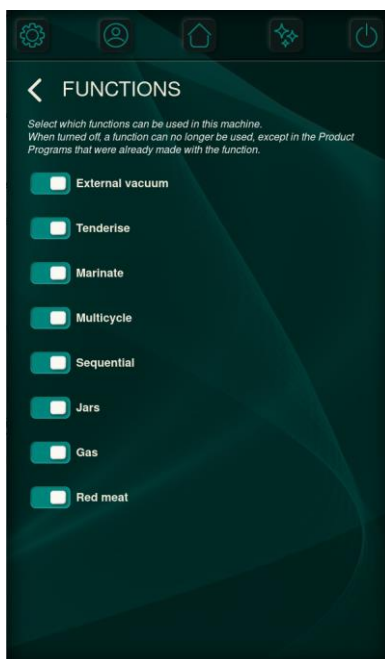 FUNCTIONS
Select which functions can be used in this machine.
When turned off, a function can no longer be used, except in the Product
Programs that were already made with the function.
External vacuum
Tenderise
Marinate
Multicycle
Sequential
Jars
Gas
Red meat